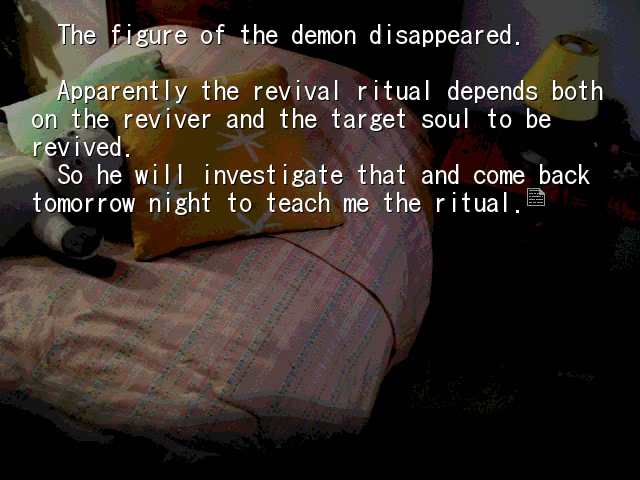 The figure of the demon disappeared.
Apparently the revival ritual depends both
on the reviver and the target soul to be
revived.
So he will investigate that and come back
tomorrow night to teach me the ritual.